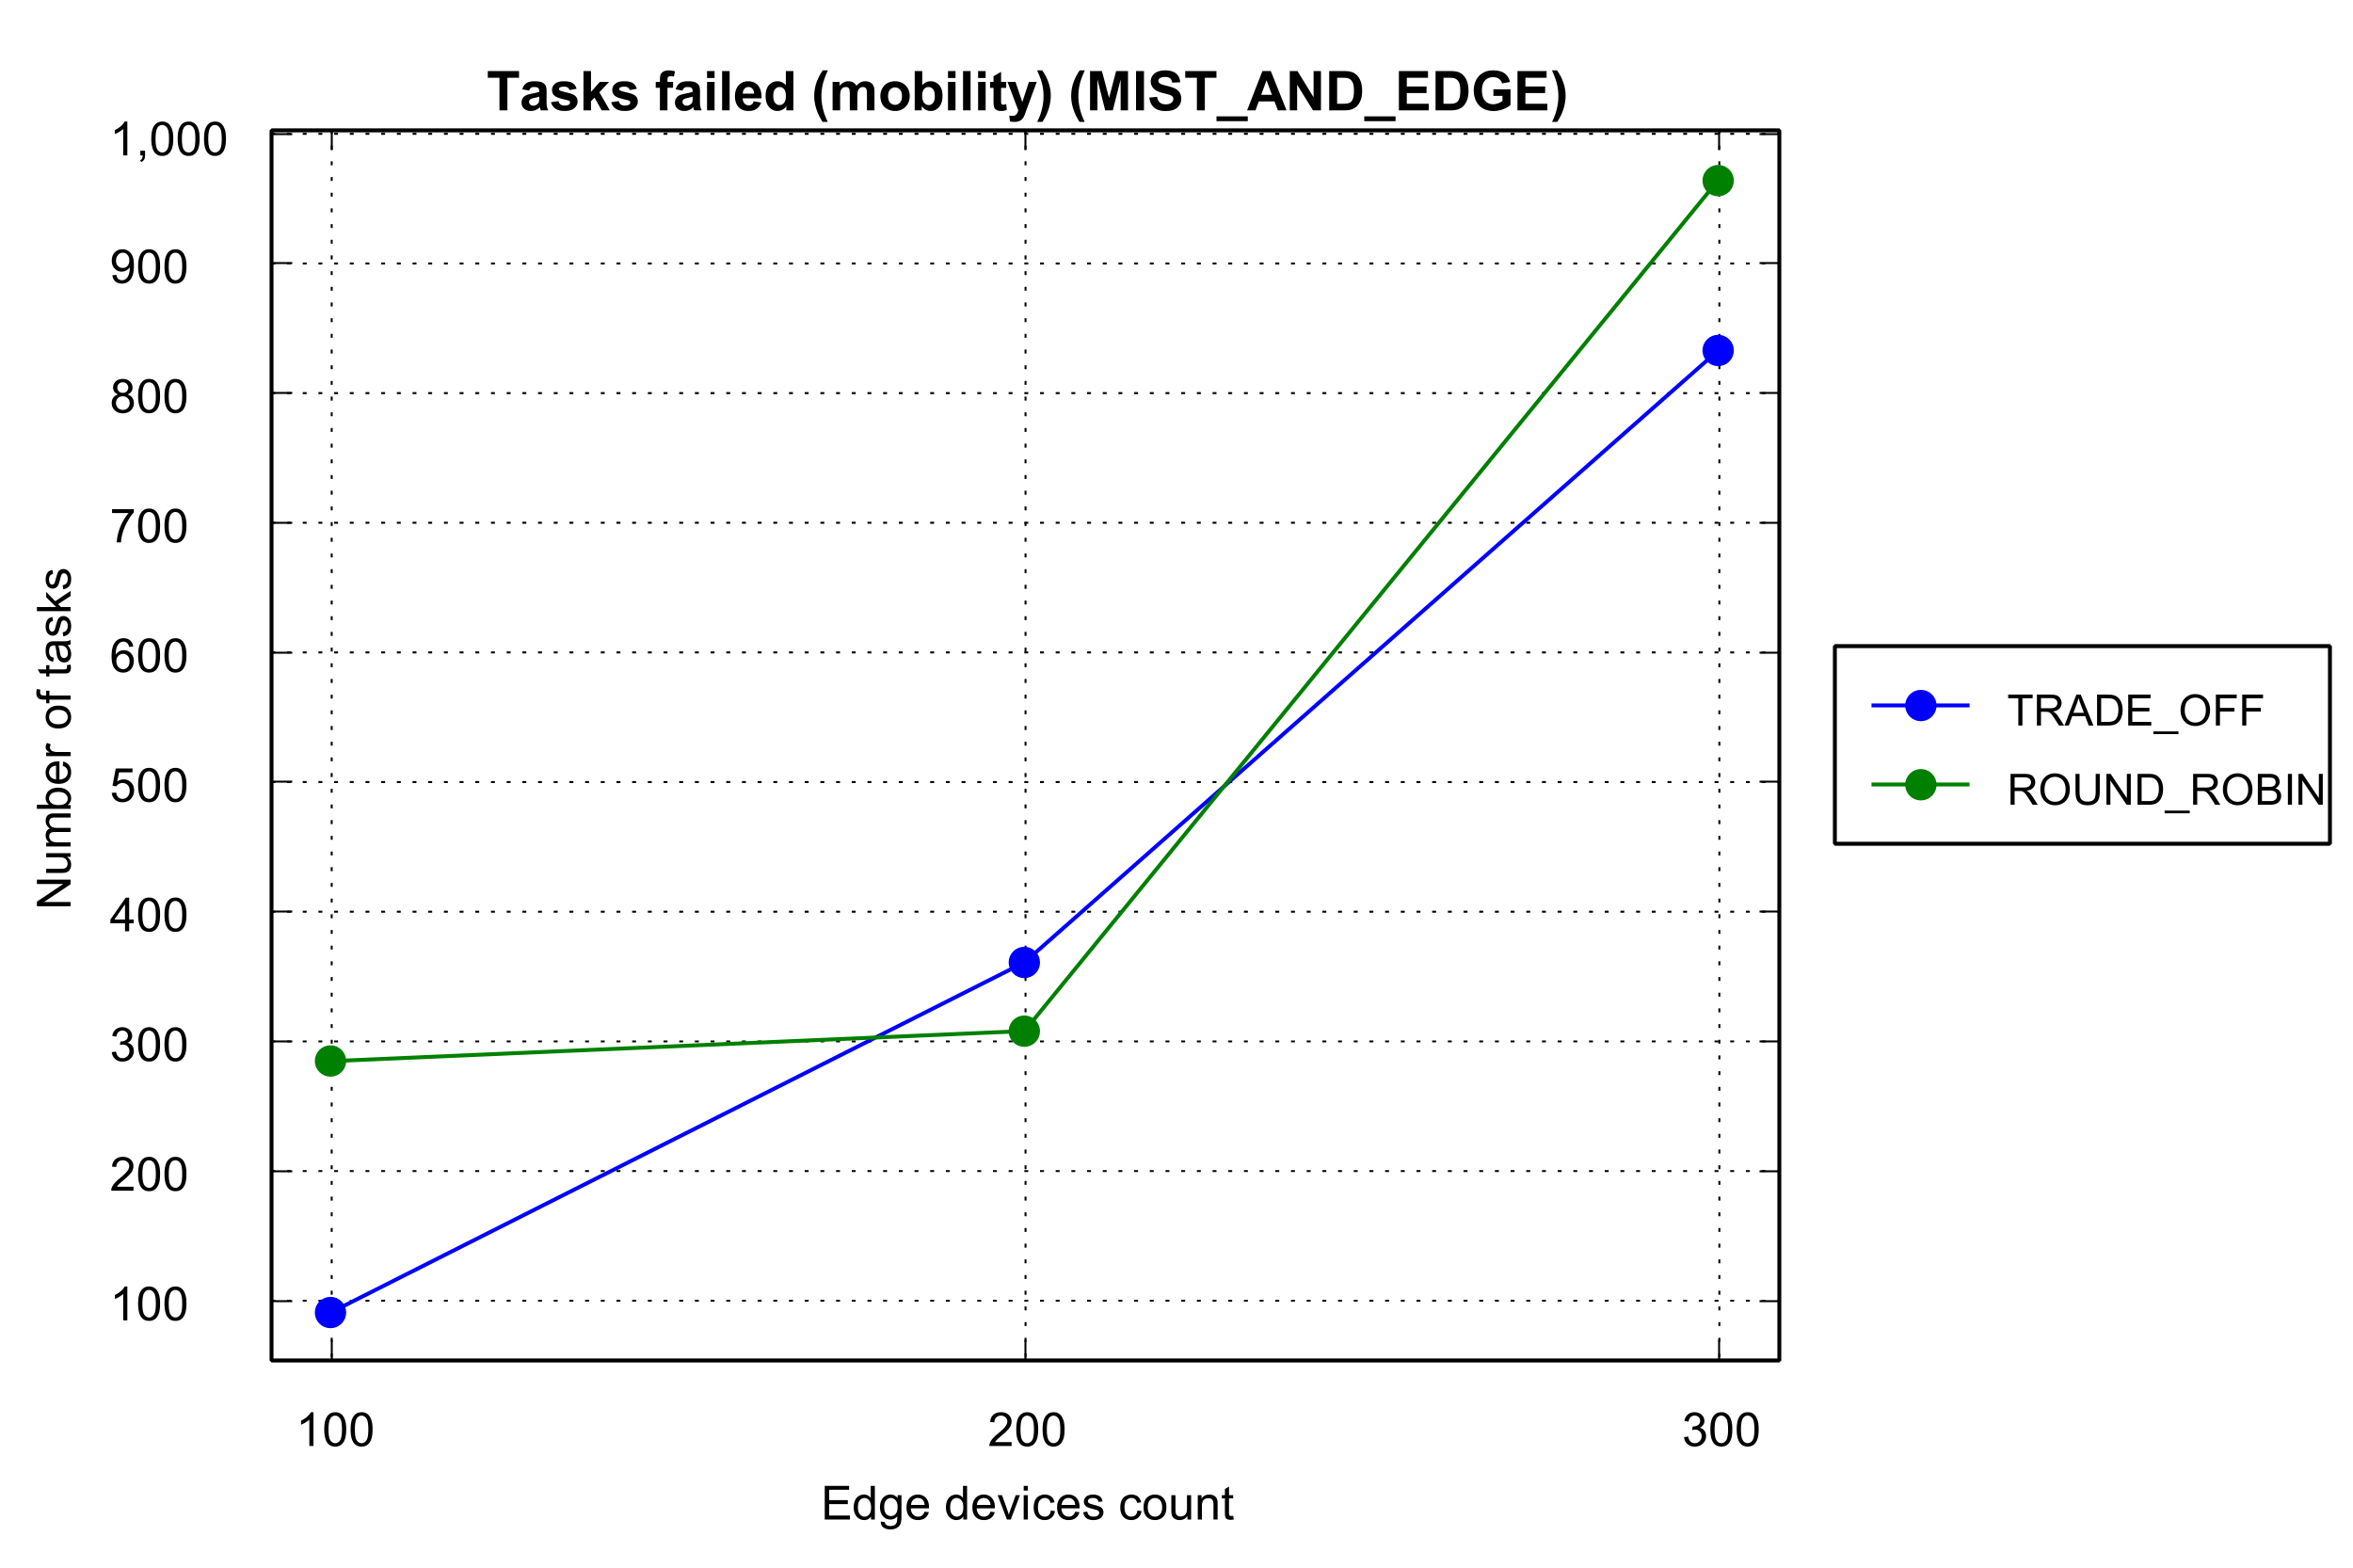 Tasks failed (mobility) (MIST_AND_EDGE)
1,000
900
800
700
600
500
400
300
200
100
Number of tasks
100 200 300
Edge devices count
TRADE_OFF
ROUND_ROBIN